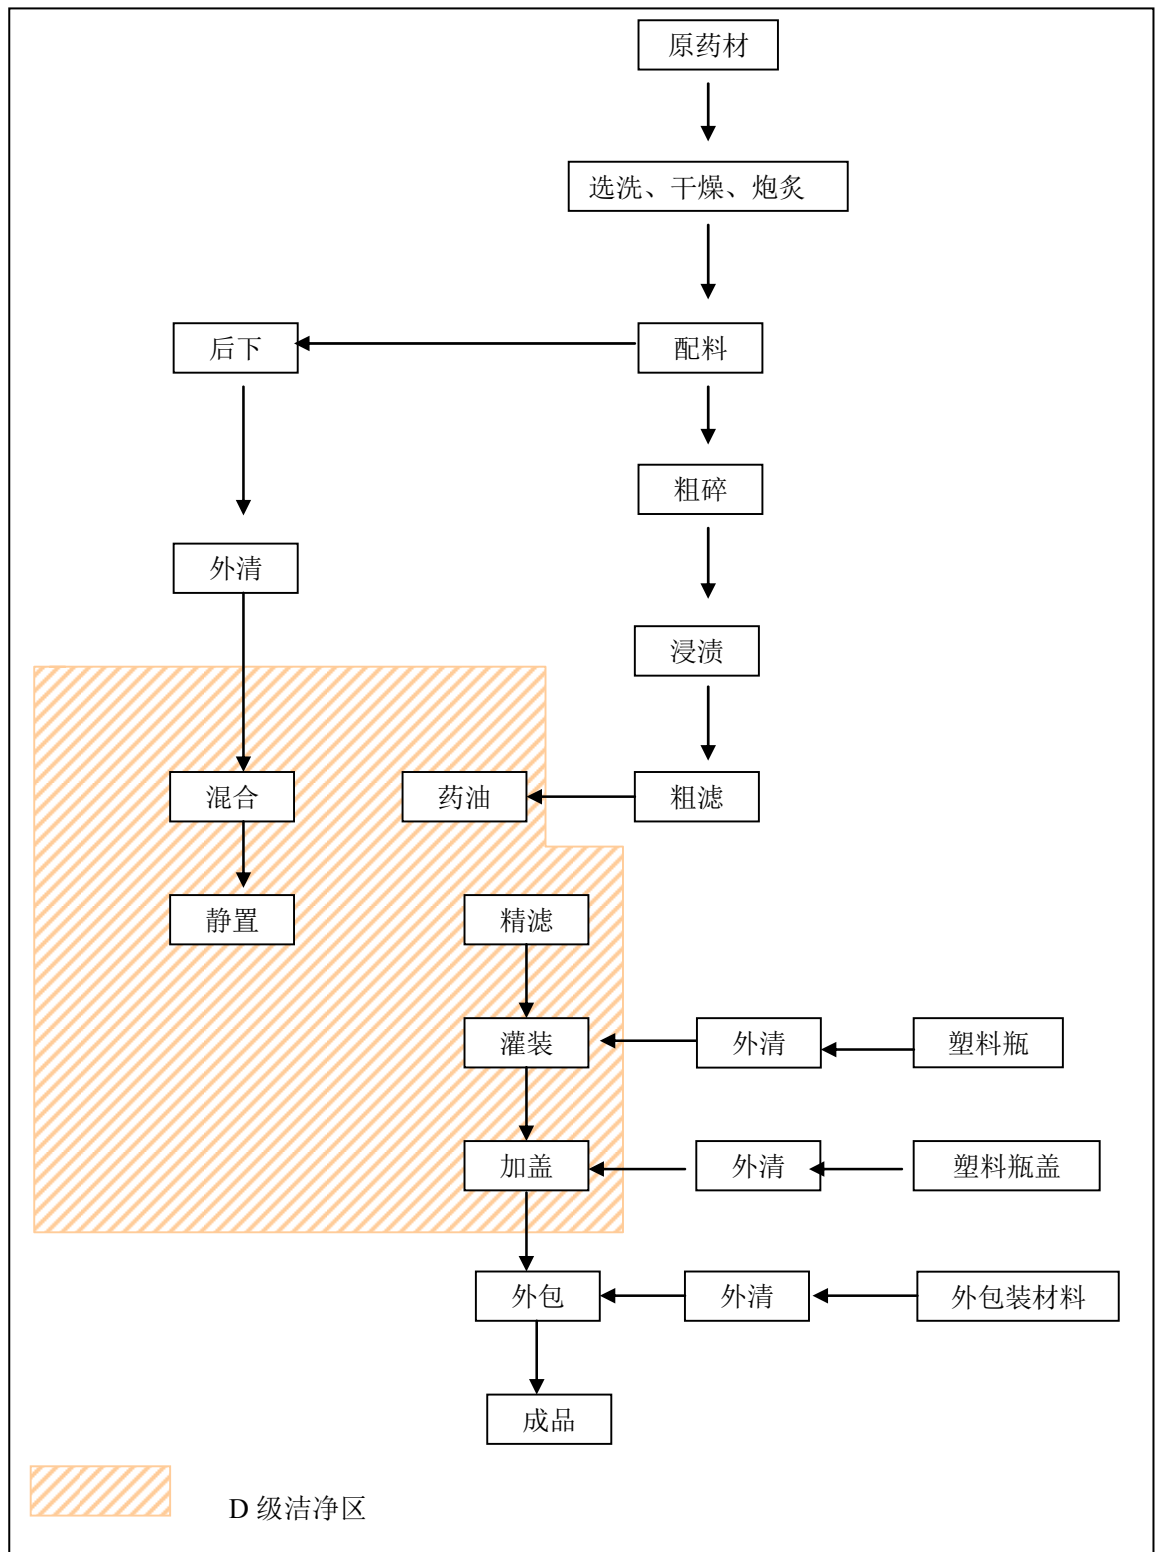 原药材
选洗、干燥、炮炙
后下
配料
粗碎
外清
浸渍
混合
药油
粗滤
静置
精滤
灌装
外清
塑料瓶
加盖
外清
塑料瓶盖
外包
外清
外包装材料
成品
D 级洁净区